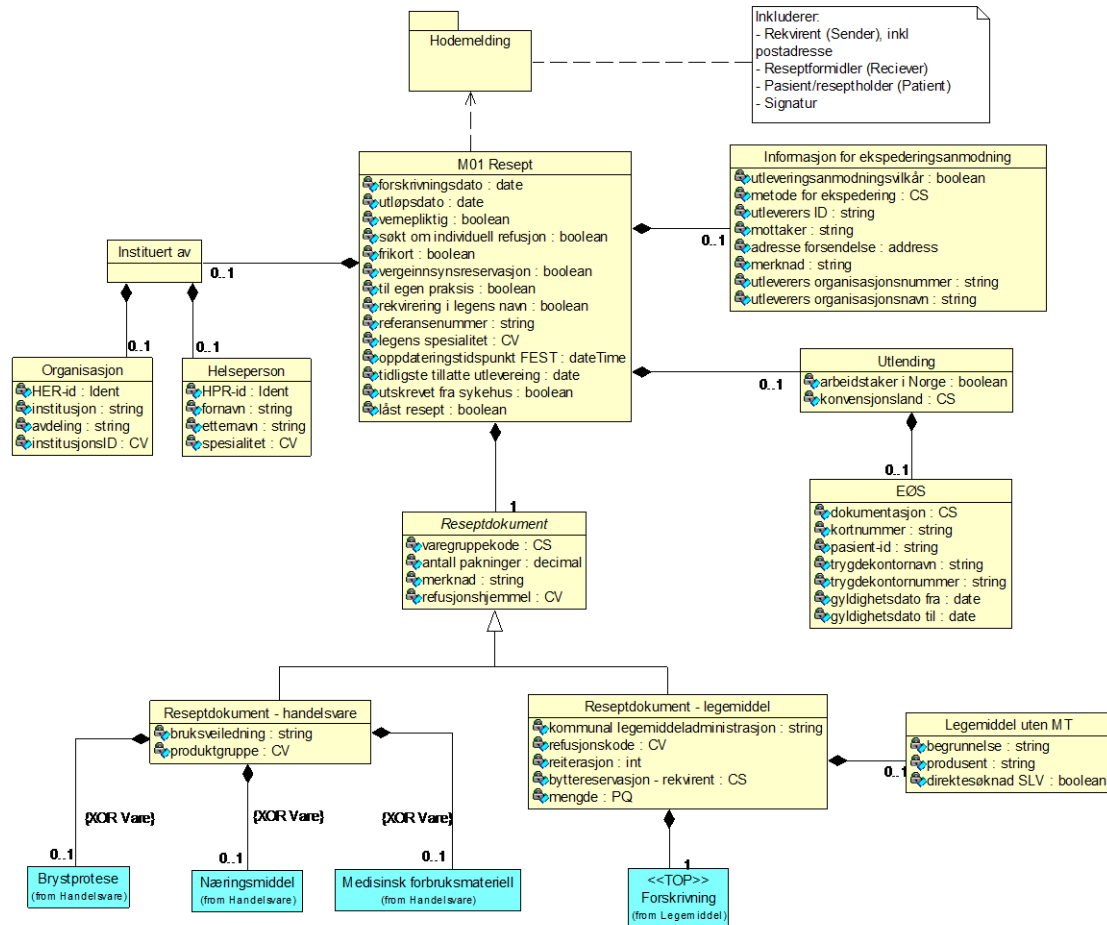 Hodemelding
Inkluderer:
- Rekvirent (Sender), inkl
postadresse
- Reseptformidler (Reciever)
- Pasient/reseptholder (Patient)
- Signatur
M01 Resept
forskrivningsdato : date
utløpsdato : date
vernepliktig : boolean
søkt om individuell refusjon : boolean
frikort : boolean
vergeinnsynsreservasjon : boolean
til egen praksis : boolean
rekvirering i legens navn : boolean
referansenummer : string
legens spesialitet : CV
oppdateringstidspunkt FEST : dateTime
tidligste tillatte utlevereing : date
utskrevet fra sykehus : boolean
låst resept : boolean
Informasjon for ekspederingsanmodning
utleveringsanmodningsvilkår : boolean
metode for ekspedering : CS
utleverers ID : string
mottaker : string
adresse forsendelse : address
merknad : string
utleverers organisasjonsnummer : string
utleverers organisasjonsnavn : string
0..1
Instituert av
0..1
0..1
0..1
Organisasjon
HER-id : Ident
institusjon : string
avdeling : string
institusjonsID : CV
Helseperson
HPR-id : Ident
fornavn : string
etternavn : string
spesialitet : CV
Utlending
arbeidstaker i Norge : boolean
konvensjonsland : CS
0..1
0..1
EØS
dokumentasjon : CS
kortnummer : string
pasient-id : string
trygdekontornavn : string
trygdekontornummer : string
gyldighetsdato fra : date
gyldighetsdato til : date
1
Reseptdokument
varegruppekode : CS
antall pakninger : decimal
merknad : string
refusjonshjemmel : CV
Reseptdokument - handelsvare
bruksveiledning : string
produktgruppe : CV
Reseptdokument - legemiddel
kommunal legemiddeladministrasjon : string
refusjonskode : CV
reiterasjon : int
byttereservasjon - rekvirent : CS
mengde : PQ
Legemiddel uten MT
begrunnelse : string
produsent : string
direktesøknad SLV : boolean
0..1
{XOR Vare}
{XOR Vare}
{XOR Vare}
0..1
0..1
0..1
1
Brystprotese
(from Handelsvare)
Næringsmiddel
(from Handelsvare)
Medisinsk forbruksmateriell
(from Handelsvare)
<<TOP>>
Forskrivning
(from Legemiddel)